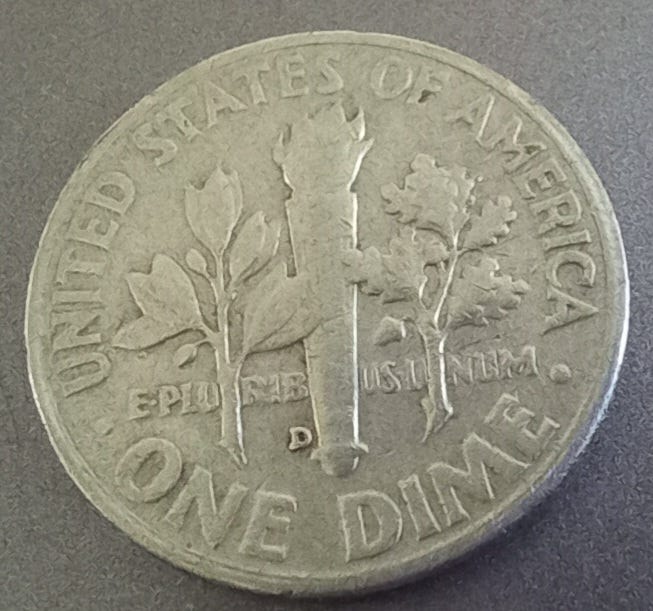 UNITED STATES OF AMERICA
E·PLURIBUS UNUM
D
ONE DIME